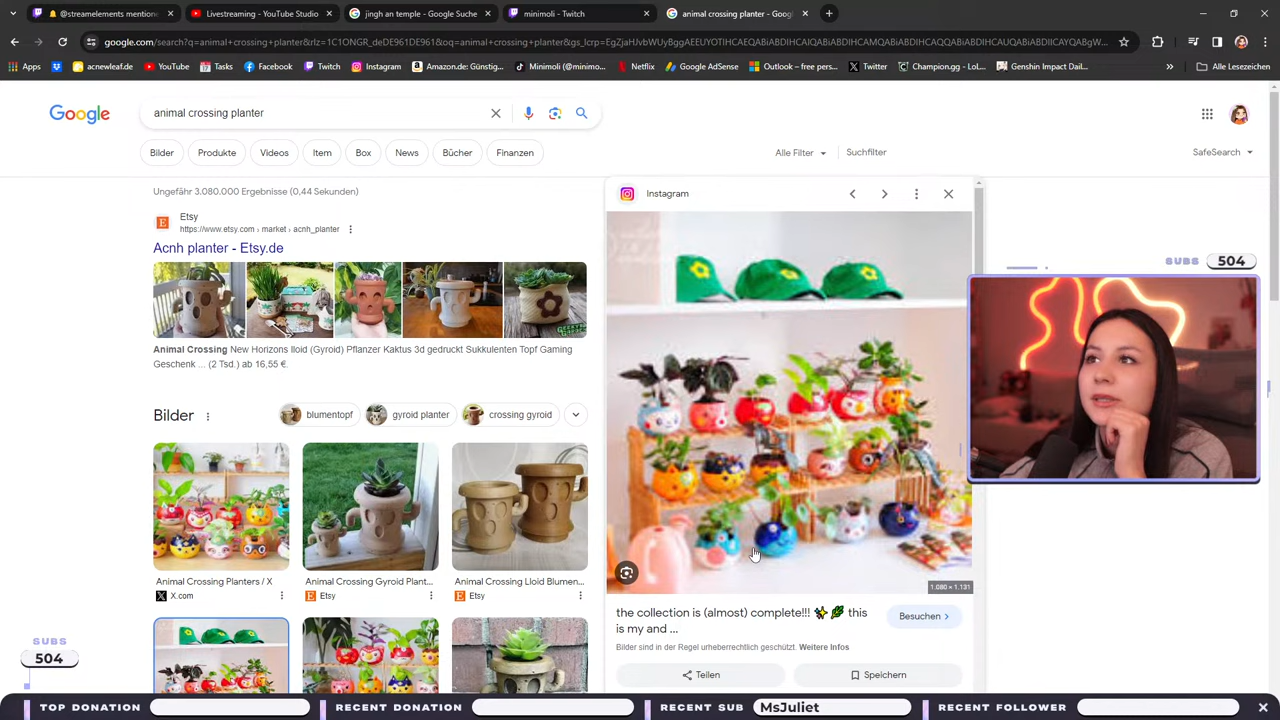 @steamplements mentione
Livestreaming - YouTube Studio
jingh an temple - Google Suche
minimoli - Twitch
animal crossing planter - Goog
google.com/search?q=animal+crossing+planter&rlz=1C1ONGR_deDE961DE961&oq=animal+crossing+planter&gs_lcrp=
Apps
acnewleaf.de
YouTube
Tasks
Facebook
Twitch
Instagram
Amazon.de: Günstig...
Minimoli (@minimo...
Netflix
Google AdSense
Outlook – free pers...
Twitter
Champion.gg - LoL...
Genshin Impact Dail...
»
Alle Lesezeichen
Google
animal crossing planter
Bilder
Produkte
Videos
Item
Box
News
Bücher
Finanzen
Alle Filter
Suchfilter
SafeSearch
Ungefähr 3.080.000 Ergebnisse (0,44 Sekunden)
Etsy
https://www.etsy.com › market › acnh_planter
Acnh planter - Etsy.de
Animal Crossing New Horizons lloid (Gyroid) Pflanzer Kaktus 3d gedruckt Sukkulenten Topf Gaming
Geschenk ... (2 Tsd.) ab 16,55 €.
Bilder
blumentopf
gyroid planter
crossing gyroid
Animal Crossing Planters / X
X.com
Animal Crossing Gyroid Plant...
Etsy
Animal Crossing Lloid Blumen...
Etsy
Instagram
1.080 × 1.131
the collection is (almost) complete!!! ✨🌿 this
is my and ...
Besuchen
Bilder sind in der Regel urheberrechtlich geschützt. Weitere Infos
Teilen
Speichern
SUBS 504
SUBS
504
TOP DONATION
RECENT DONATION
RECENT SUB MsJuliet
RECENT FOLLOWER